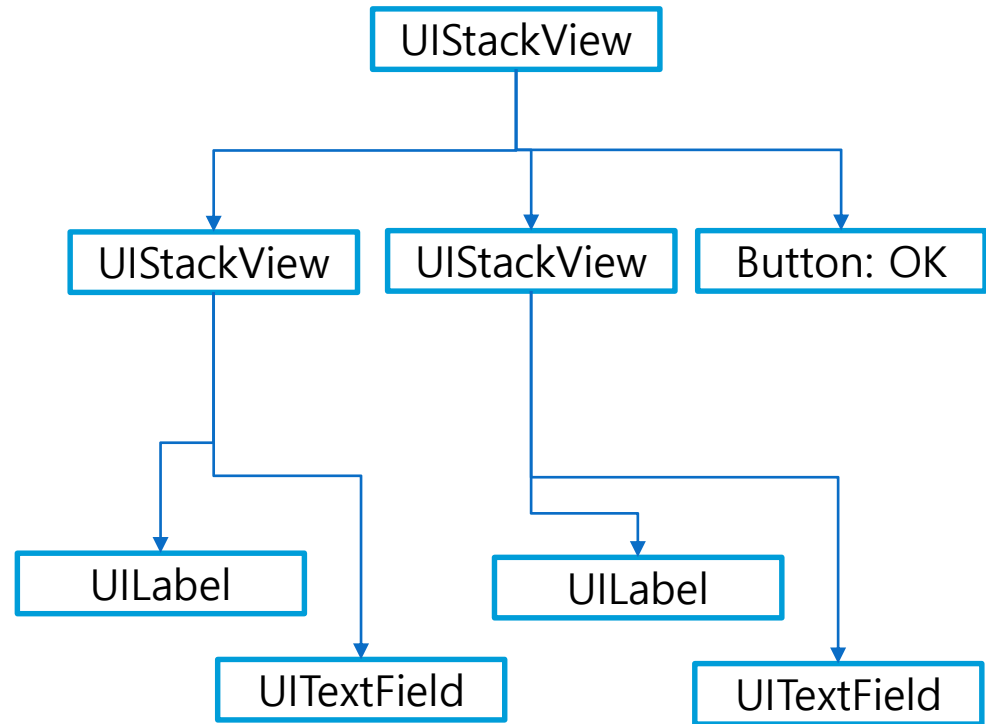 UIStackView
UIStackView
UIStackView
Button: OK
UILabel
UILabel
UITextField
UITextField